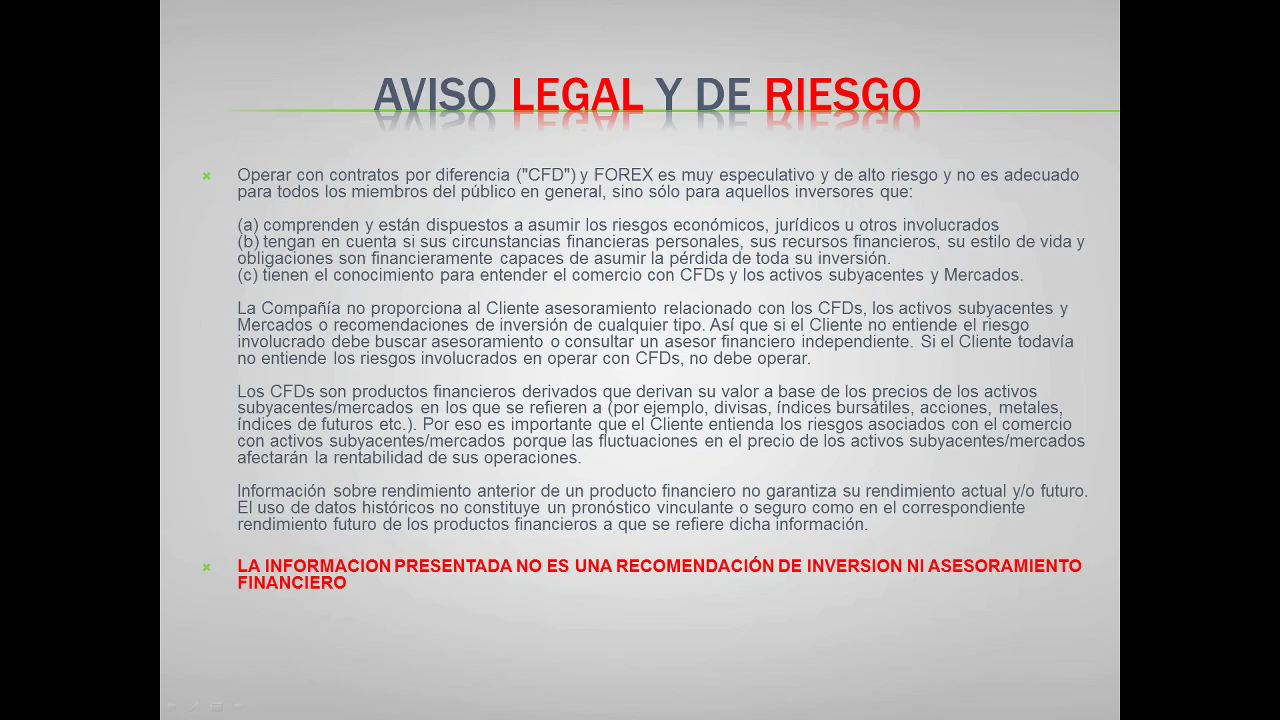 AVISO LEGAL Y DE RIESGO
Operar con contratos por diferencia ("CFD") y FOREX es muy especulativo y de alto riesgo y no es adecuado
para todos los miembros del público en general, sino sólo para aquellos inversores que:
(a) comprenden y están dispuestos a asumir los riesgos económicos, jurídicos u otros involucrados
(b) tengan en cuenta si sus circunstancias financieras personales, sus recursos financieros, su estilo de vida y
obligaciones son financieramente capaces de asumir la pérdida de toda su inversión.
(c) tienen el conocimiento para entender el comercio con CFDs y los activos subyacentes y Mercados.
La Compañía no proporciona al Cliente asesoramiento relacionado con los CFDs, los activos subyacentes y
Mercados o recomendaciones de inversión de cualquier tipo. Así que si el Cliente no entiende el riesgo
involucrado debe buscar asesoramiento o consultar un asesor financiero independiente. Si el Cliente todavía
no entiende los riesgos involucrados en operar con CFDs, no debe operar.
Los CFDs son productos financieros derivados que derivan su valor a base de los precios de los activos
subyacentes/mercados en los que se refieren a (por ejemplo, divisas, índices bursátiles, acciones, metales,
índices de futuros etc.). Por eso es importante que el Cliente entienda los riesgos asociados con el comercio
con activos subyacentes/mercados porque las fluctuaciones en el precio de los activos subyacentes/mercados
afectarán la rentabilidad de sus operaciones.
Información sobre rendimiento anterior de un producto financiero no garantiza su rendimiento actual y/o futuro.
El uso de datos históricos no constituye un pronóstico vinculante o seguro como en el correspondiente
rendimiento futuro de los productos financieros a que se refiere dicha información.
LA INFORMACION PRESENTADA NO ES UNA RECOMENDACIÓN DE INVERSION NI ASESORAMIENTO
FINANCIERO